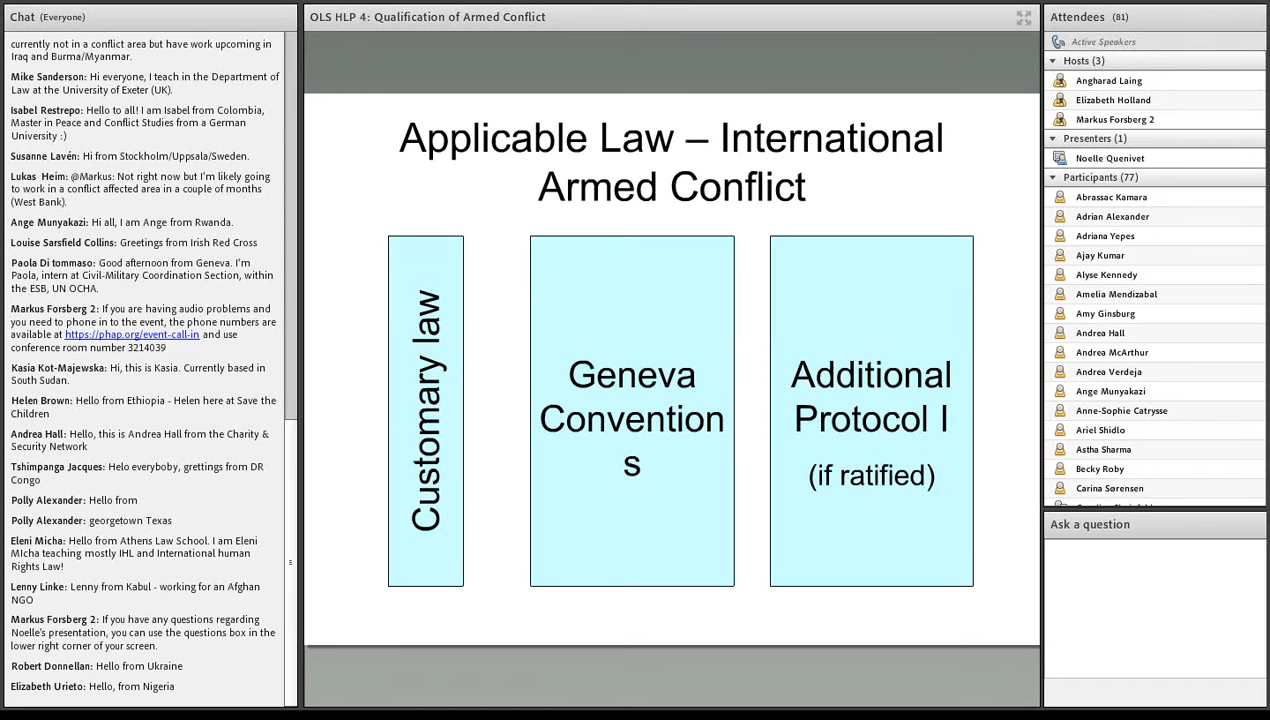 Chat (Everyone)
currently not in a conflict area but have work upcoming in
Iraq and Burma/Myanmar.
Mike Sanderson: Hi everyone, I teach in the Department of
Law at the University of Exeter (UK).
Isabel Restrepo: Hello to all! I am Isabel from Colombia,
Master in Peace and Conflict Studies from a German
University :)
Susanne Lavén: Hi from Stockholm/Uppsala/Sweden.
Lukas Heim: @Markus: Not right now but I'm likely going
to work in a conflict affected area in a couple of months
(West Bank).
Ange Munyakazi: Hi all, I am Ange from Rwanda.
Louise Sarsfield Collins: Greetings from Irish Red Cross
Paola Di tommaso: Good afternoon from Geneva. I'm
Paola, intern at Civil-Military Coordination Section, within
the ESB, UN OCHA.
Markus Forsberg 2: If you are having audio problems and
you need to phone in to the event, the phone numbers are
available at https://phap.org/event-call-in and use
conference room number 3214039
Kasia Kot-Majewska: Hi, this is Kasia. Currently based in
South Sudan.
Helen Brown: Hello from Ethiopia - Helen here at Save the
Children
Andrea Hall: Hello, this is Andrea Hall from the Charity &
Security Network
Tshimpanga Jacques: Helo everyboby, grettings from DR
Congo
Polly Alexander: Hello from
Polly Alexander: georgetown Texas
Eleni Micha: Hello from Athens Law School. I am Eleni
MIcha teaching mostly IHL and International human
Rights Law!
Lenny Linke: Lenny from Kabul - working for an Afghan
NGO
Markus Forsberg 2: If you have any questions regarding
Noelle's presentation, you can use the questions box in the
lower right corner of your screen.
Robert Donnellan: Hello from Ukraine
Elizabeth Urieto: Hello, from Nigeria
OLS HLP 4: Qualification of Armed Conflict
Applicable Law – International
Armed Conflict
Customary law
Geneva
Convention
s
Additional
Protocol I
(if ratified)
Attendees (81)
Active Speakers
Hosts (3)
Angharad Laing
Elizabeth Holland
Markus Forsberg 2
Presenters (1)
Noelle Quenivet
Participants (77)
Abrassac Kamara
Adrian Alexander
Adriana Yepes
Ajay Kumar
Alyse Kennedy
Amelia Mendizabal
Amy Ginsburg
Andrea Hall
Andrea McArthur
Andrea Verdeja
Ange Munyakazi
Anne-Sophie Catrysse
Ariel Shidlo
Astha Sharma
Becky Roby
Carina Sørensen
Ask a question